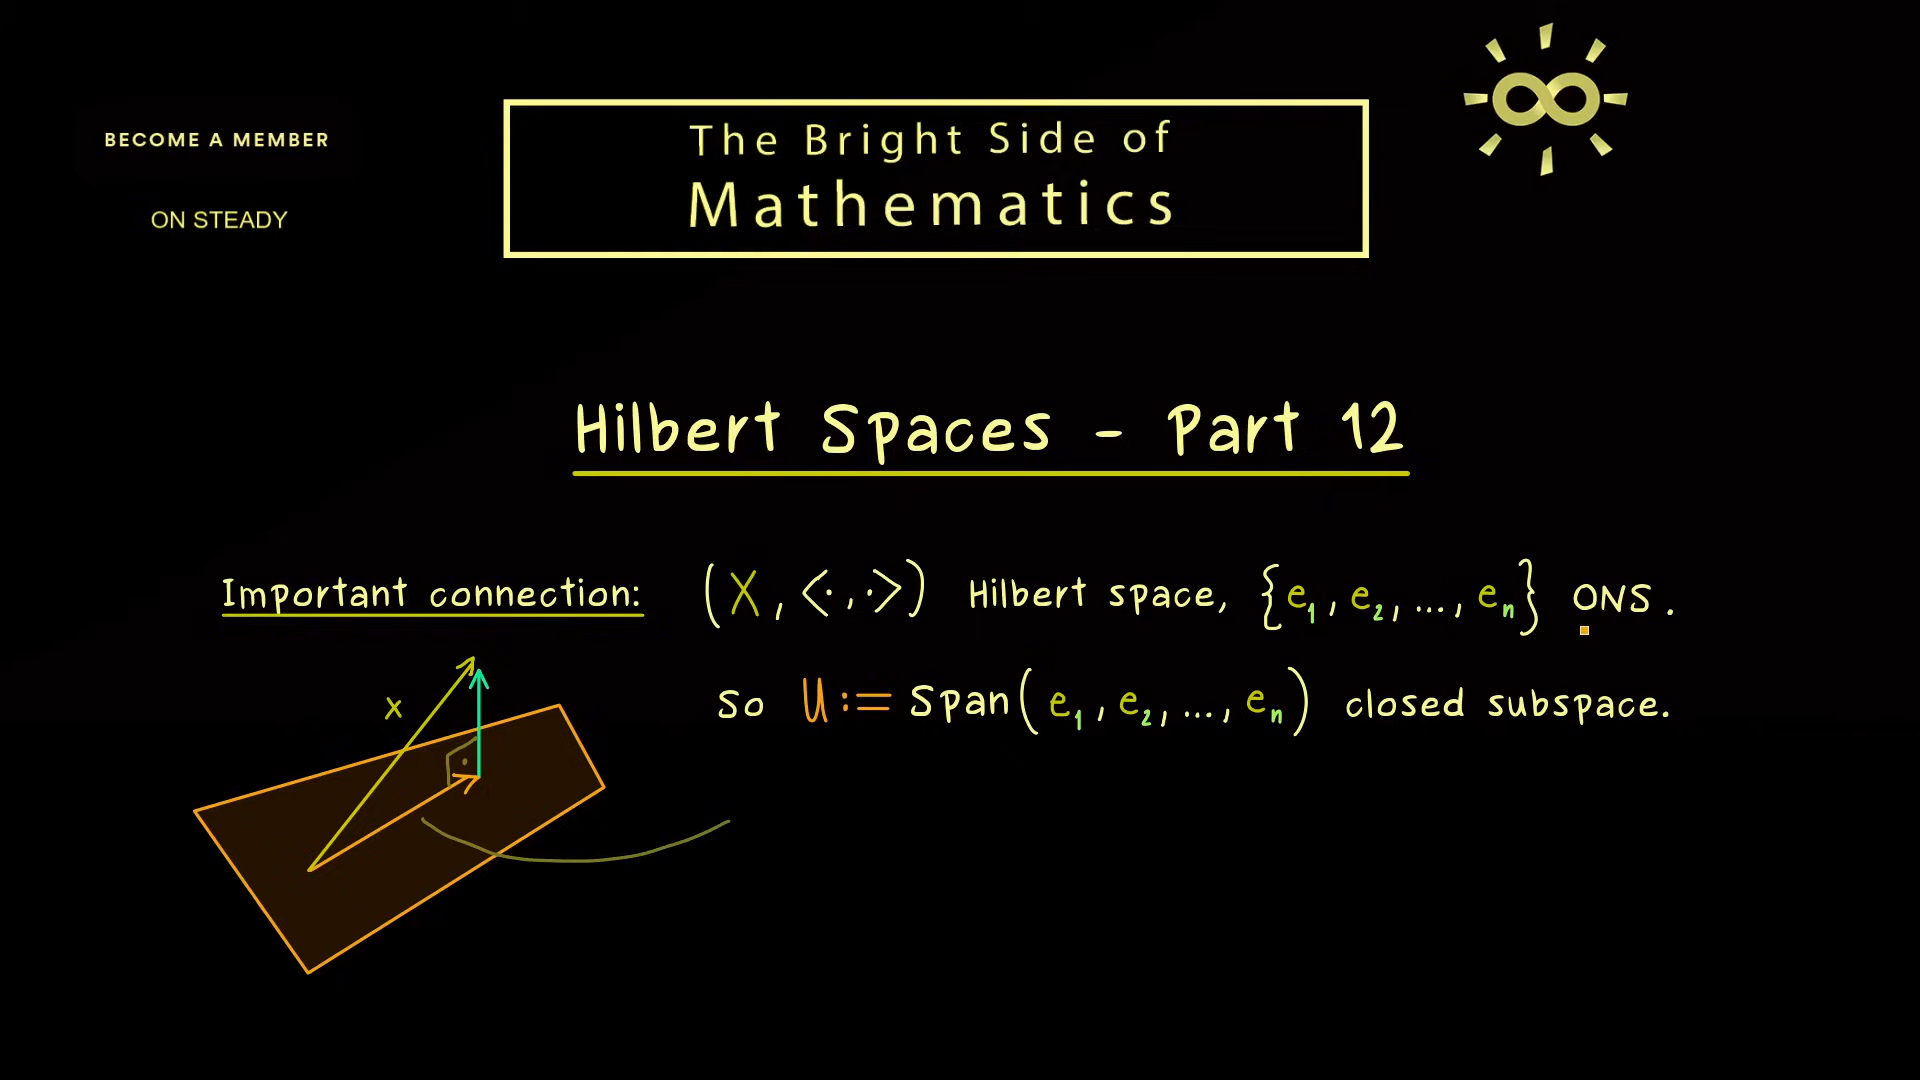 BECOME A MEMBER
ON STEADY
The Bright Side of
Mathematics
Hilbert Spaces - Part 12
Important connection: (X, <·,·>) Hilbert space, {e₁, e₂, ..., eₙ} ONS.
x
so U := Span(e₁, e₂, ..., eₙ) closed subspace.